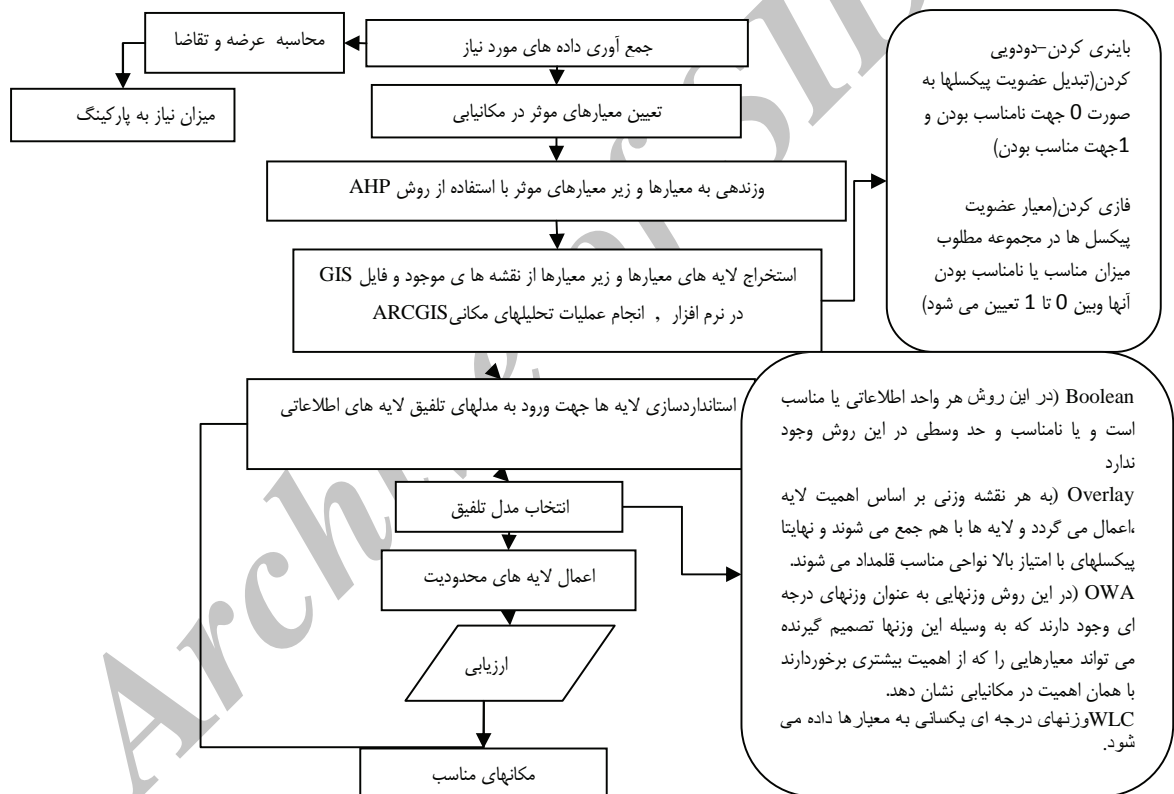 محاسبه عرضه و تقاضا
جمع آوری داده های مورد نیاز
میزان نیاز به پارکینگ
تعیین معیارهای موثر در مکانیابی
وزندهی به معیارها و زیر معیارهای موثر با استفاده از روش AHP
استخراج لایه های معیارها و زیر معیارها از نقشه ها ی موجود و فایل GIS
در نرم افزار , انجام عملیات تحلیلهای مکانیARCGIS
باینری کردن-دودویی
کردن(تبدیل عضویت پیکسلها به
صورت 0 جهت نامناسب بودن و
1جهت مناسب بودن)
فازی کردن(معیار عضویت
پیکسل ها در مجموعه مطلوب
میزان مناسب یا نامناسب بودن
آنها وبین 0 تا 1 تعیین می شود)
استانداردسازی لایه ها جهت ورود به مدلهای تلفیق لایه های اطلاعاتی
انتخاب مدل تلفیق
اعمال لایه های محدودیت
ارزیابی
مکانهای مناسب
Boolean (در این روش هر واحد اطلاعاتی یا مناسب
است و یا نامناسب و حد وسطی در این روش وجود
ندارد
Overlay (به هر نقشه وزنی بر اساس اهمیت لایه
،اعمال می گردد و لایه ها با هم جمع می شوند و نهایتا
پیکسلهای با امتیاز بالا نواحی مناسب قلمداد می شوند.
OWA (در این روش وزنهایی به عنوان وزنهای درجه
ای وجود دارند که به وسیله این وزنها تصمیم گیرنده
می تواند معیارهایی را که از اهمیت بیشتری برخوردارند
با همان اهمیت در مکانیابی نشان دهد.
WLCوزنهای درجه ای یکسانی به معیارها داده می
شود.